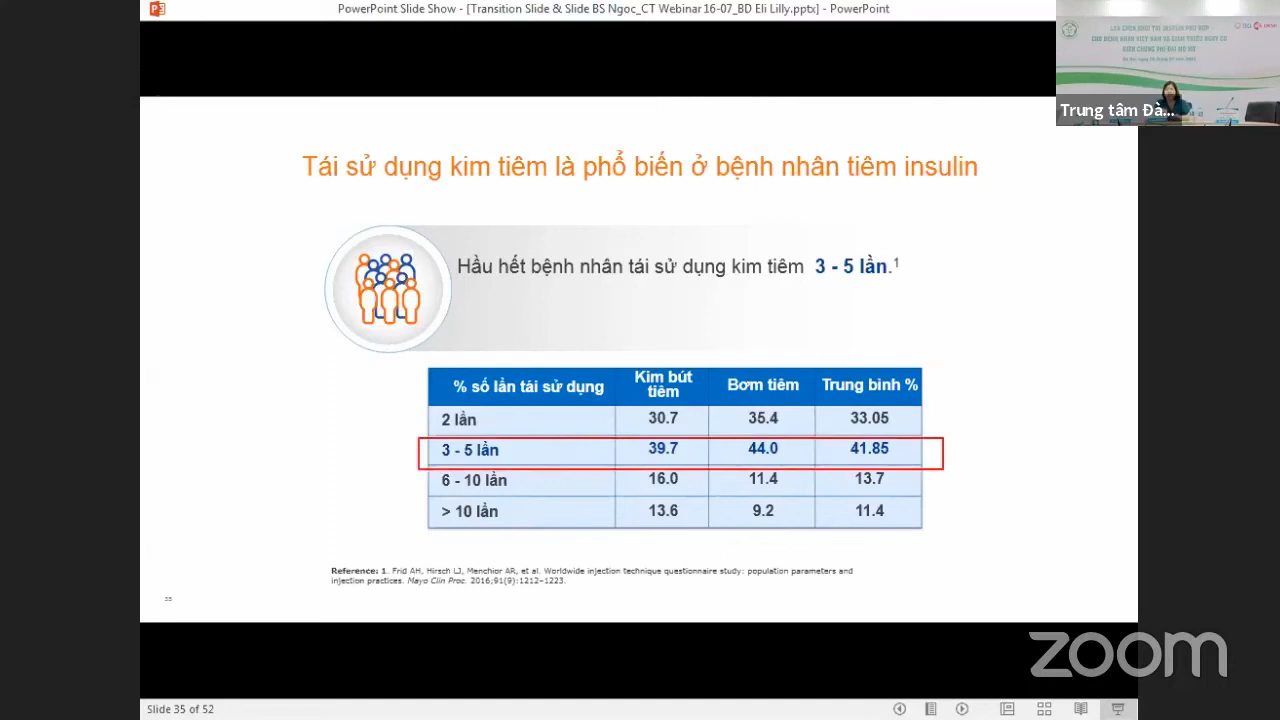 PowerPoint Slide Show - [Transition Slide & Slide BS Ngoc_CT Webinar 16-07_BD Eli Lilly.pptx] - PowerPoint
Trung tâm Đà...
Tái sử dụng kim tiêm là phổ biến ở bệnh nhân tiêm insulin
Hầu hết bệnh nhân tái sử dụng kim tiêm 3 - 5 lần.1
% số lần tái sử dụng Kim bút tiêm Bơm tiêm Trung bình %
2 lần 30.7 35.4 33.05
3 - 5 lần 39.7 44.0 41.85
6 - 10 lần 16.0 11.4 13.7
> 10 lần 13.6 9.2 11.4
Reference: 1. Frid AH, Hirsch LJ, Menchior AR, et al. Worldwide injection technique questionnaire study: population parameters and
injection practices. Mayo Clin Proc. 2016;91(9):1212–1223.
35
zoom
Slide 35 of 52